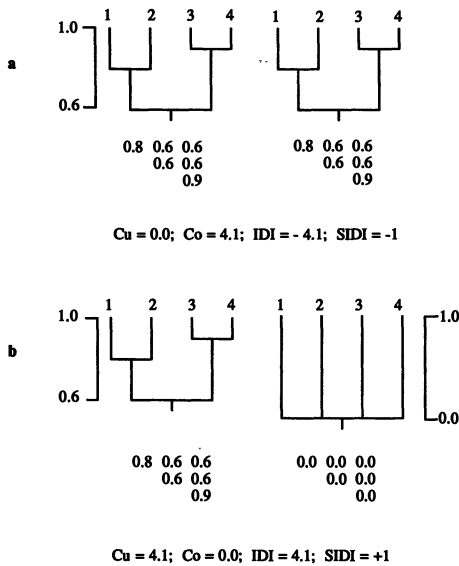 1.0 1 2 3 4 1 2 3 4
a
0.6
0.8 0.6 0.6 0.8 0.6 0.6
0.6 0.6 0.6 0.6
0.9 0.9
Cu = 0.0; Co = 4.1; IDI = - 4.1; SIDI = -1
1.0 1 2 3 4 1 2 3 4 1.0
b
0.6 0.0
0.8 0.6 0.6 0.0 0.0 0.0
0.6 0.6 0.0 0.0
0.9 0.0
Cu = 4.1; Co = 0.0; IDI = 4.1; SIDI = +1